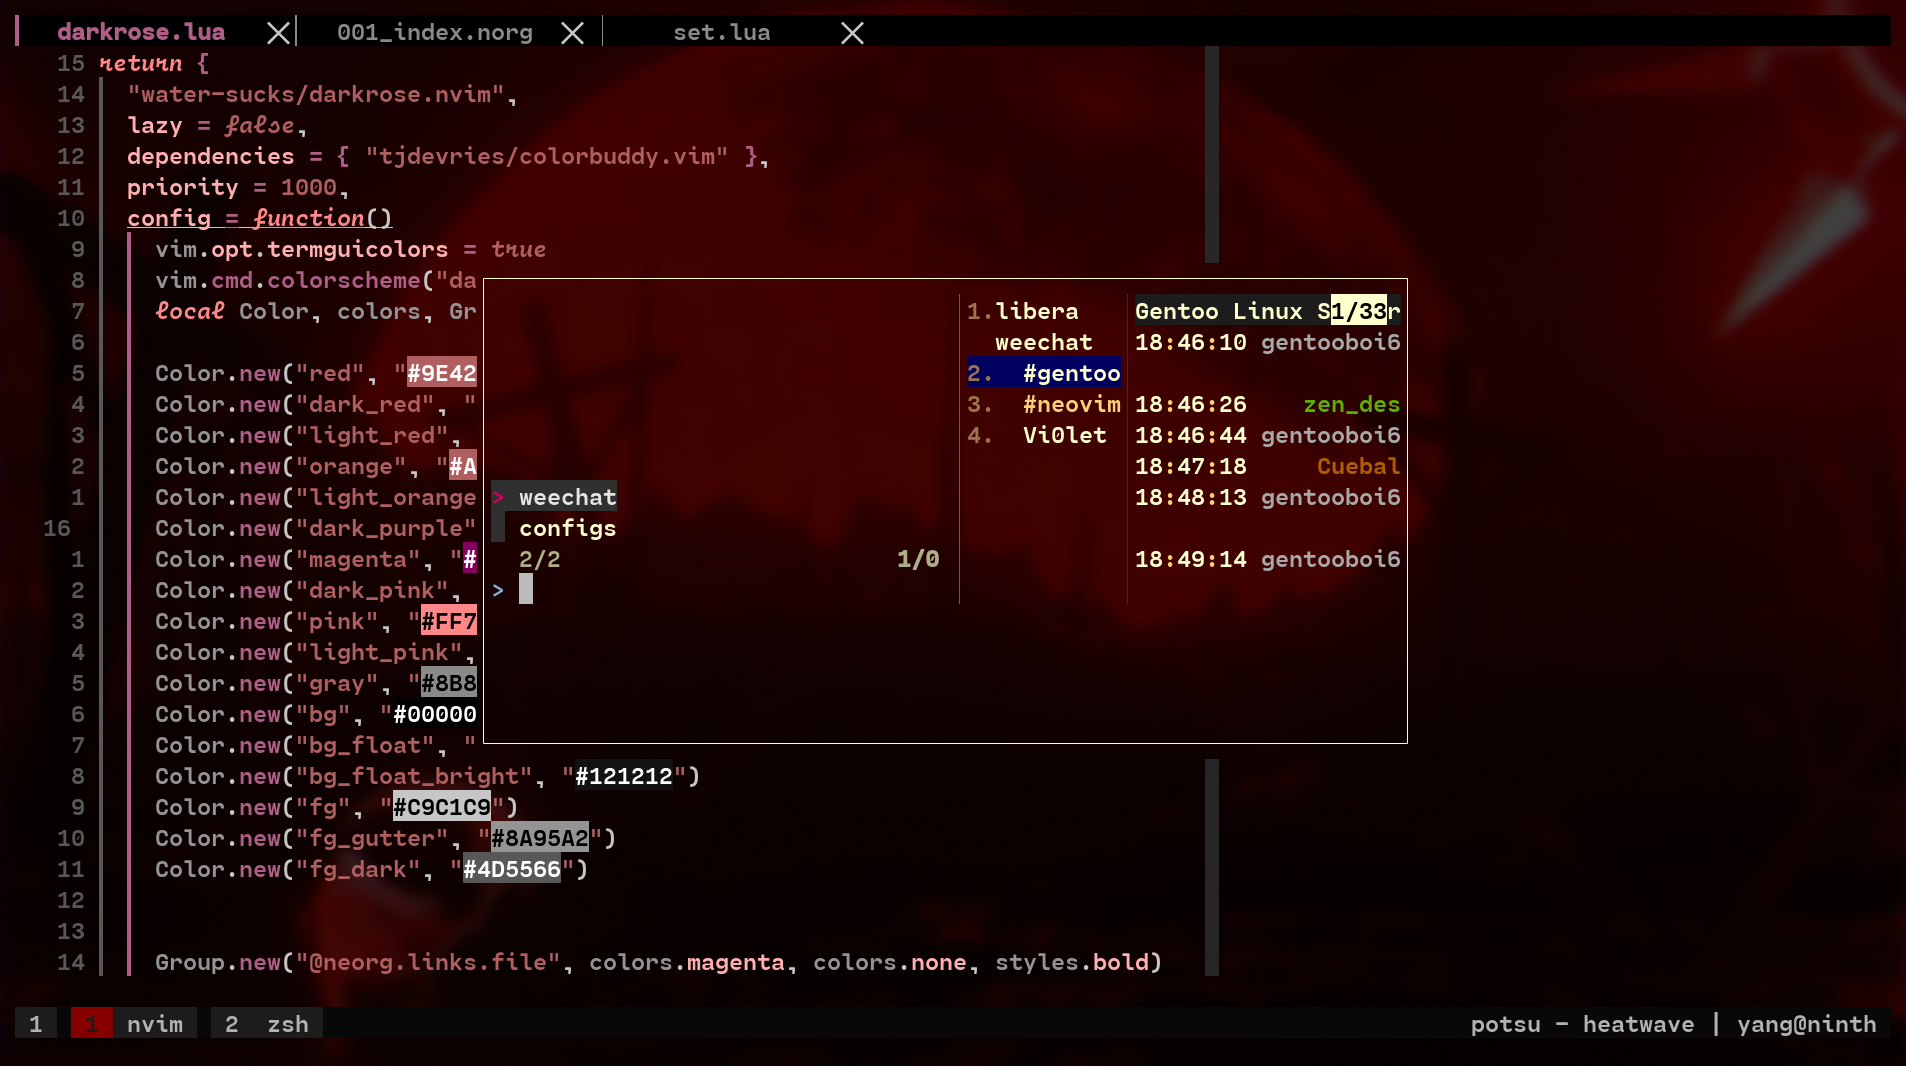 darkrose.lua 001_index.norg set.lua
15 return {
14 "water-sucks/darkrose.nvim",
13 lazy = false,
12 dependencies = { "tjdevries/colorbuddy.vim" },
11 priority = 1000,
10 config = function()
9 vim.opt.termguicolors = true
8 vim.cmd.colorscheme("da
7 local Color, colors, Gr
6
5 Color.new("red", "#9E42
4 Color.new("dark_red", "
3 Color.new("light_red",
2 Color.new("orange", "#A
1 Color.new("light_orange
16 Color.new("dark_purple"
1 Color.new("magenta", "#
2 Color.new("dark_pink",
3 Color.new("pink", "#FF7
4 Color.new("light_pink",
5 Color.new("gray", "#8B8
6 Color.new("bg", "#00000
7 Color.new("bg_float", "
8 Color.new("bg_float_bright", "#121212")
9 Color.new("fg", "#C9C1C9")
10 Color.new("fg_gutter", "#8A95A2")
11 Color.new("fg_dark", "#4D5566")
12
13
14 Group.new("@neorg.links.file", colors.magenta, colors.none, styles.bold)
> weechat
configs
2/2 1/0
>
1.libera
weechat
2. #gentoo
3. #neovim
4. Vi0let
Gentoo Linux S1/33r
18:46:10 gentooboi6
18:46:26 zen_des
18:46:44 gentooboi6
18:47:18 Cuebal
18:48:13 gentooboi6
18:49:14 gentooboi6
1 1 nvim 2 zsh potsu - heatwave | yang@ninth